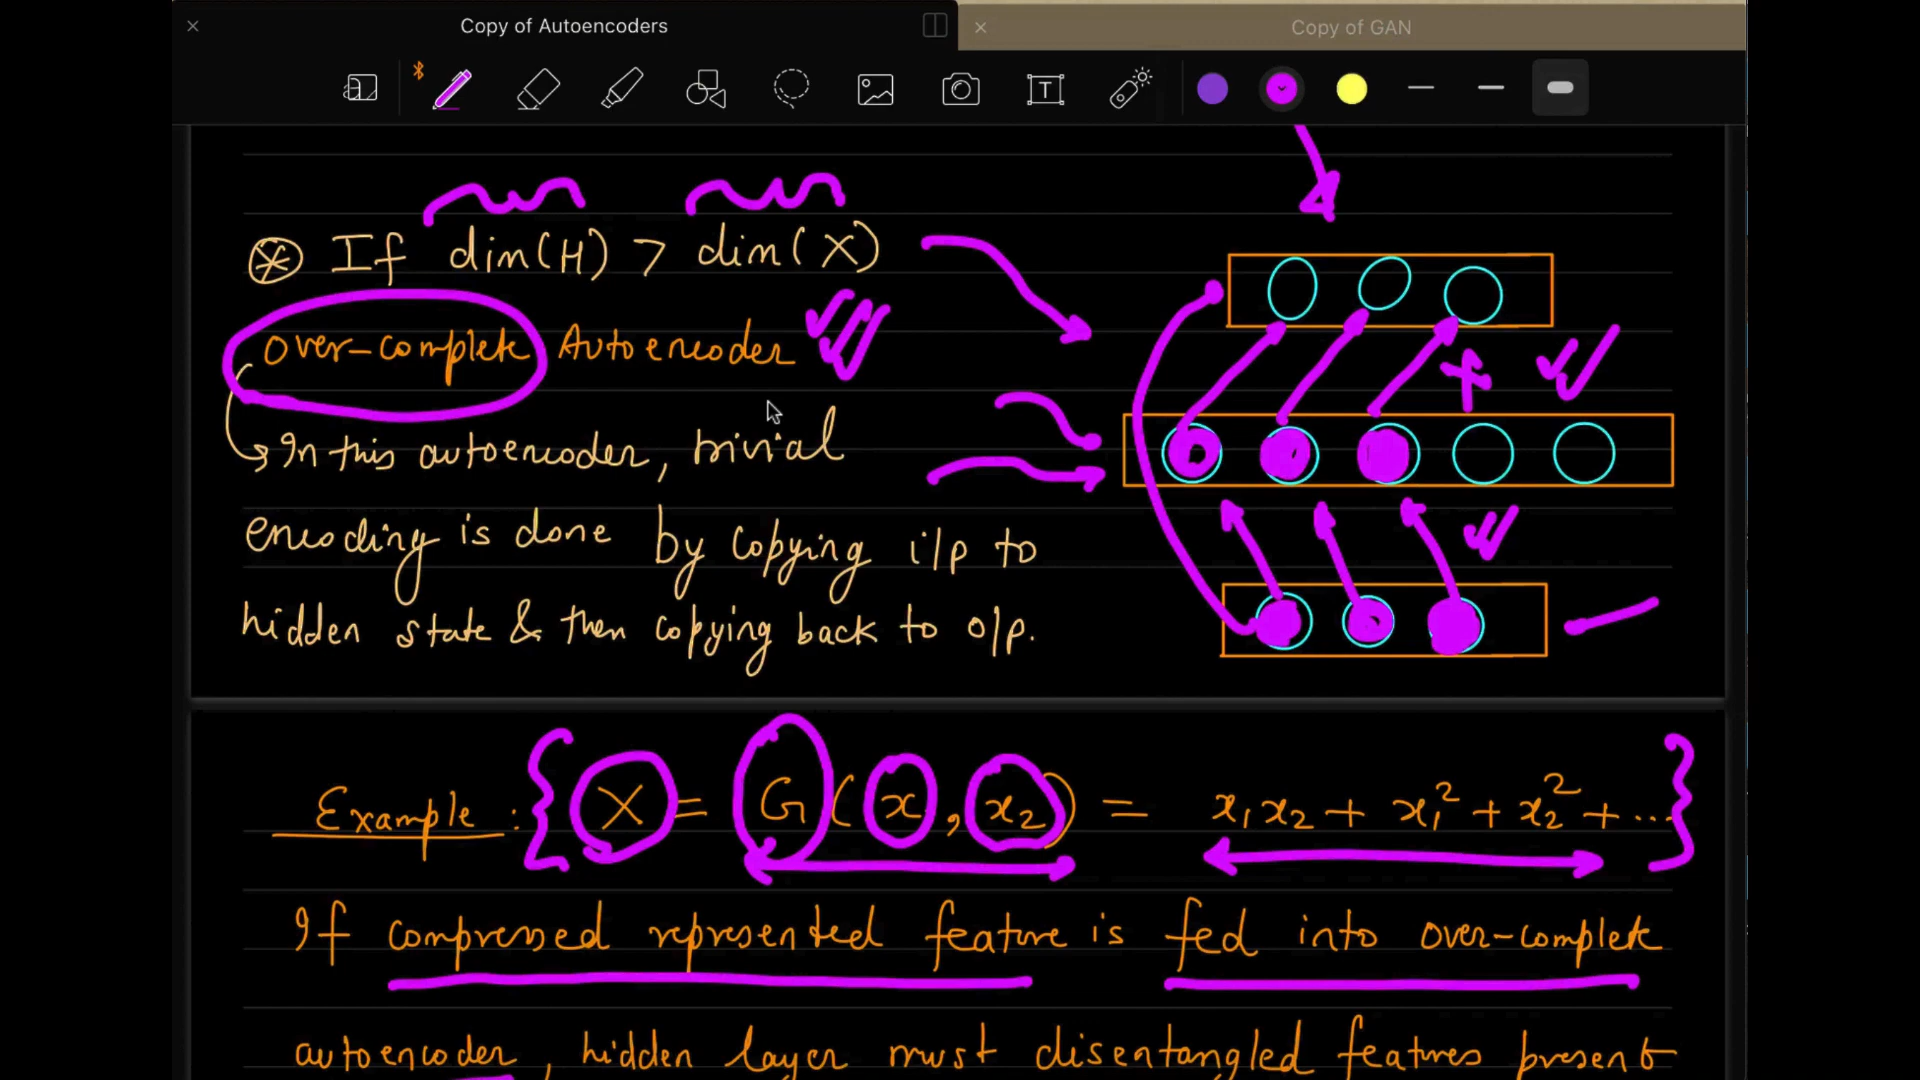 Copy of Autoencoders
Copy of GAN
T
If dim(H) > dim(X)
Over-complete Autoencoder
In this autoencoder, trivial
encoding is done by copying i/p to
hidden state & then copying back to o/p.
Example : { X = G(x, x₂) = x₁x₂ + x₁² + x₂² + ... }
If compressed represented feature is fed into over-complete
autoencoder, hidden layer must disentangled features present